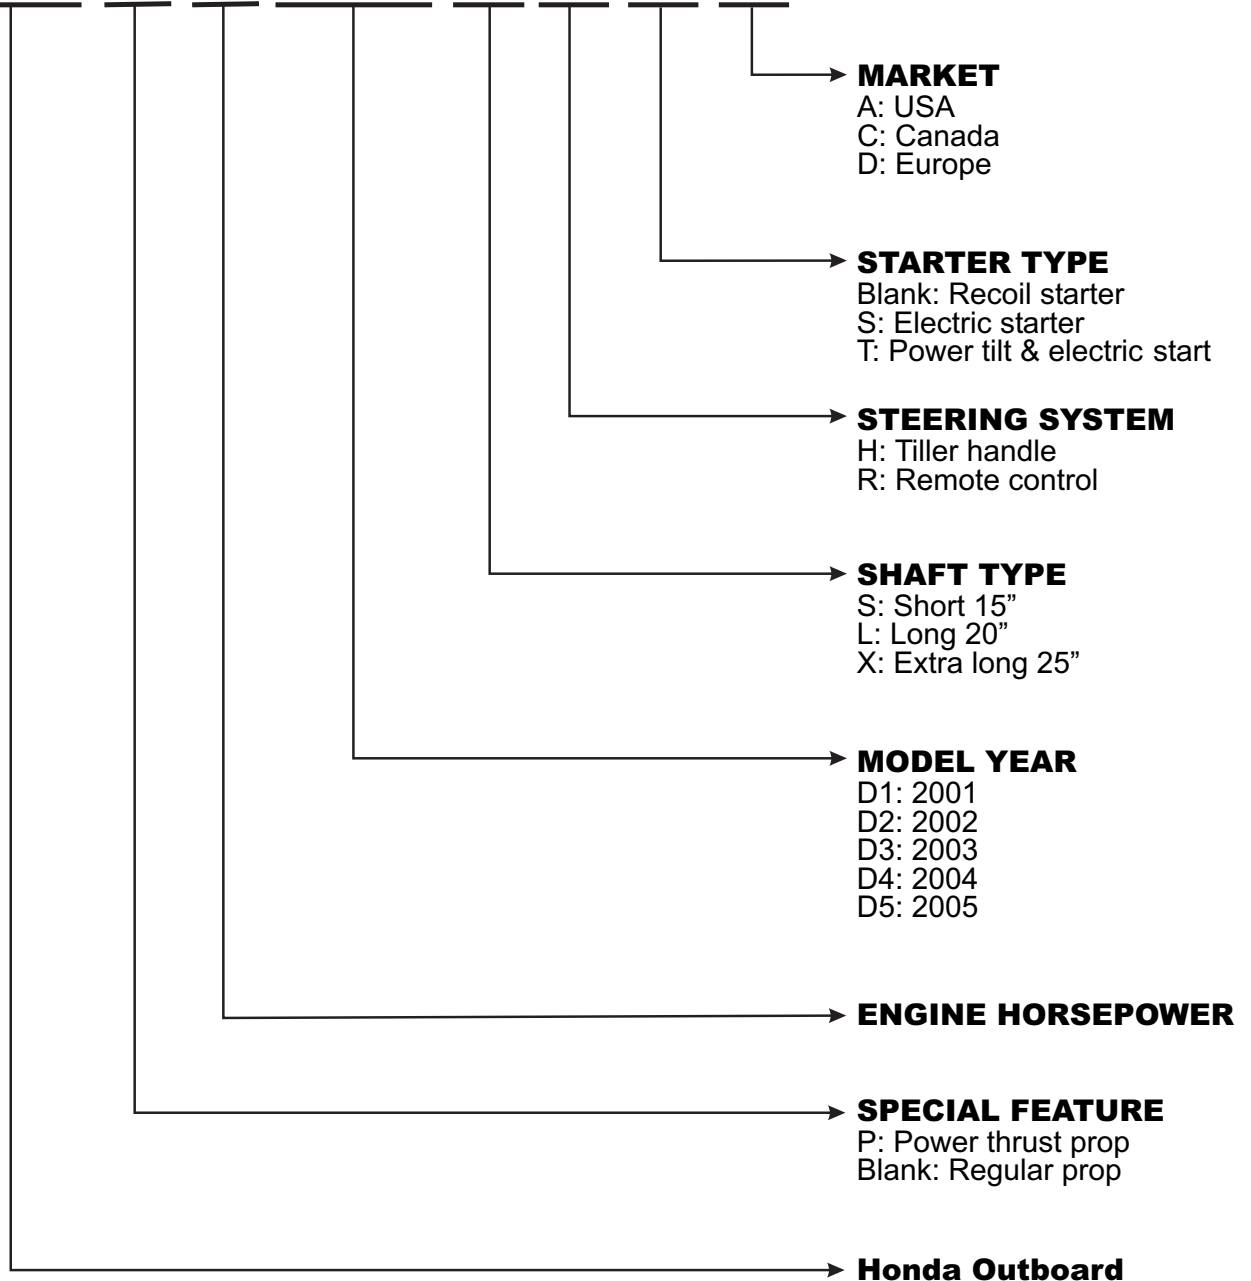 MARKET
A: USA
C: Canada
D: Europe
STARTER TYPE
Blank: Recoil starter
S: Electric starter
T: Power tilt & electric start
STEERING SYSTEM
H: Tiller handle
R: Remote control
SHAFT TYPE
S: Short 15”
L: Long 20”
X: Extra long 25”
MODEL YEAR
D1: 2001
D2: 2002
D3: 2003
D4: 2004
D5: 2005
ENGINE HORSEPOWER
SPECIAL FEATURE
P: Power thrust prop
Blank: Regular prop
Honda Outboard